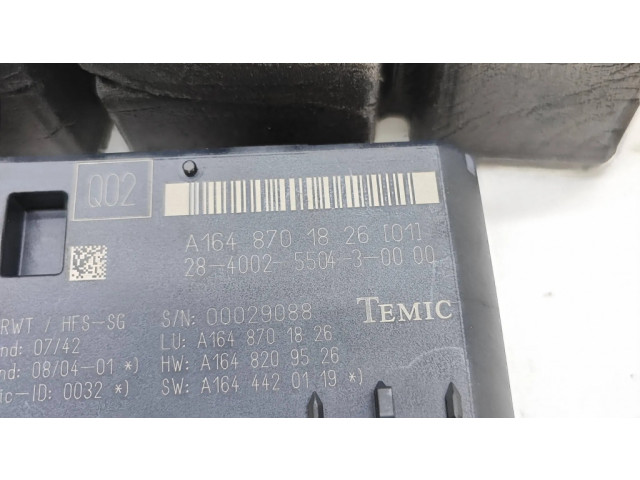 Q02
A164 870 18 26 [01]
28-4002-5504-3-00 00
RWT / HFS-SG
S/N: 00029088
TEMIC
nd: 07/42
LU: A164 870 18 26
nd: 08/04-01 *)
HW: A164 820 95 26
ic-ID: 0032 *)
SW: A164 442 01 19 *)